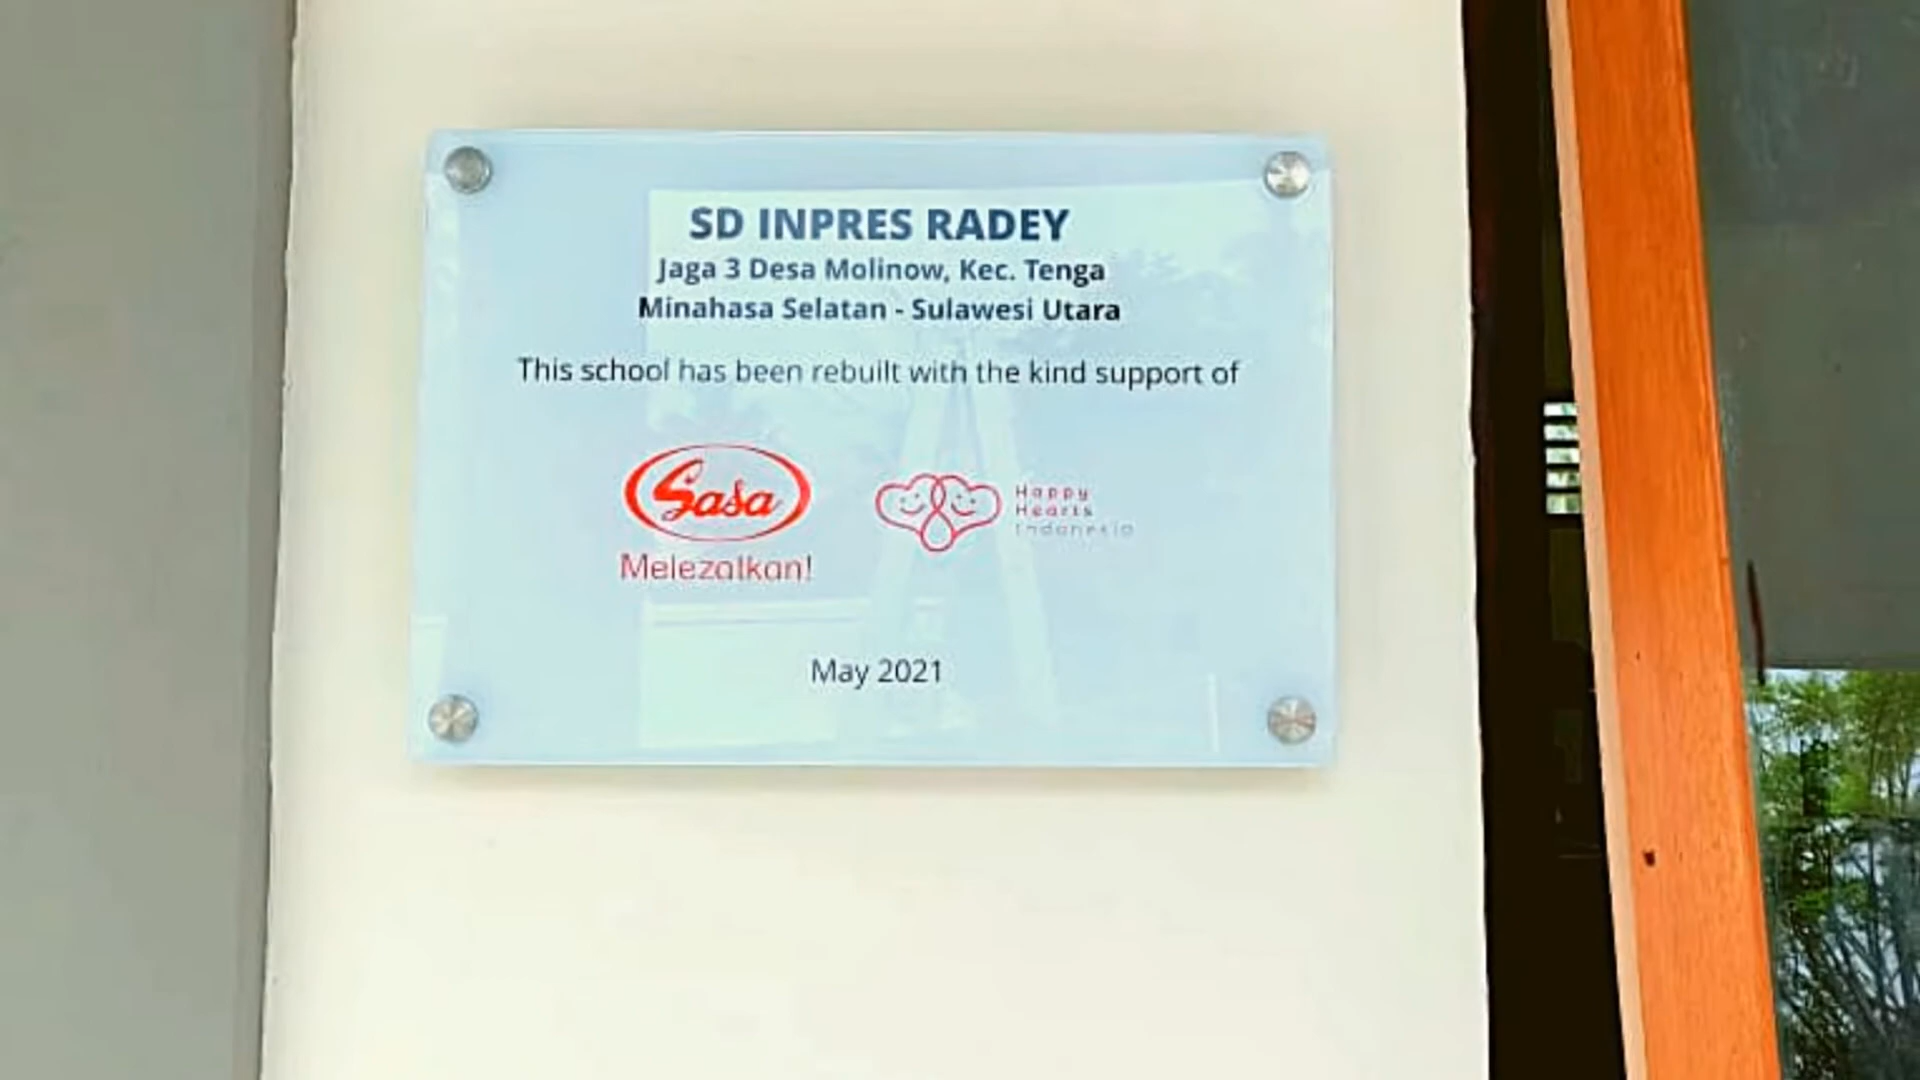 SD INPRES RADEY
Jaga 3 Desa Molinow, Kec. Tenga
Minahasa Selatan - Sulawesi Utara
This school has been rebuilt with the kind support of
Sasa
Melezatkan!
Happy
Hearts
Indonesia
May 2021